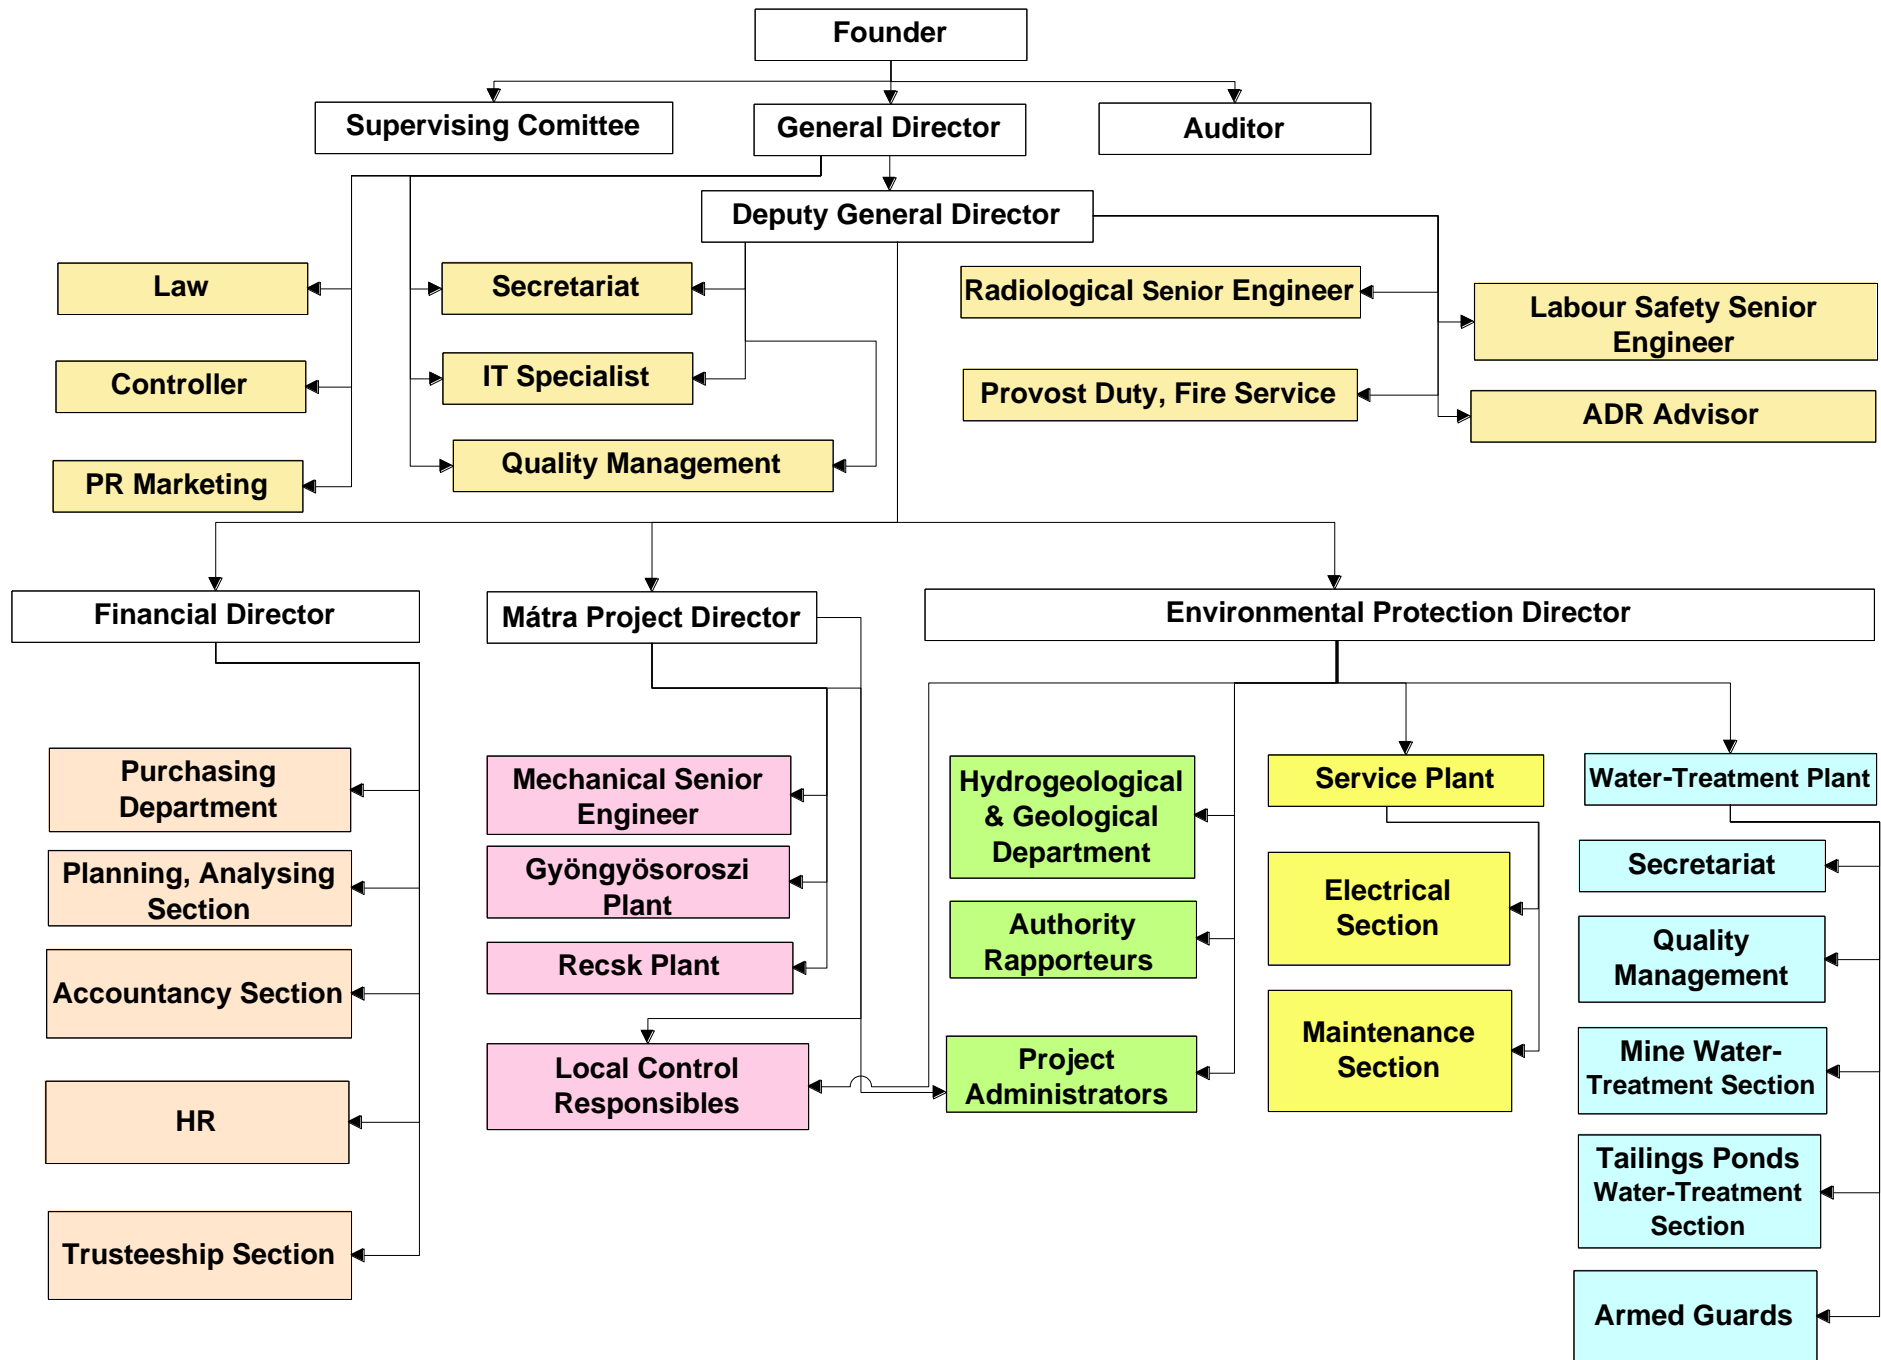 Founder
Supervising Comittee
General Director
Auditor
Deputy General Director
Law
Secretariat
Radiological Senior Engineer
Labour Safety Senior
Engineer
Controller
IT Specialist
Provost Duty, Fire Service
ADR Advisor
PR Marketing
Quality Management
Financial Director
Mátra Project Director
Environmental Protection Director
Purchasing
Department
Planning, Analysing
Section
Accountancy Section
HR
Trusteeship Section
Mechanical Senior
Engineer
Gyöngyösoroszi
Plant
Recsk Plant
Local Control
Responsibles
Hydrogeological
& Geological
Department
Authority
Rapporteurs
Project
Administrators
Service Plant
Electrical
Section
Maintenance
Section
Water-Treatment Plant
Secretariat
Quality
Management
Mine Water-
Treatment Section
Tailings Ponds
Water-Treatment
Section
Armed Guards